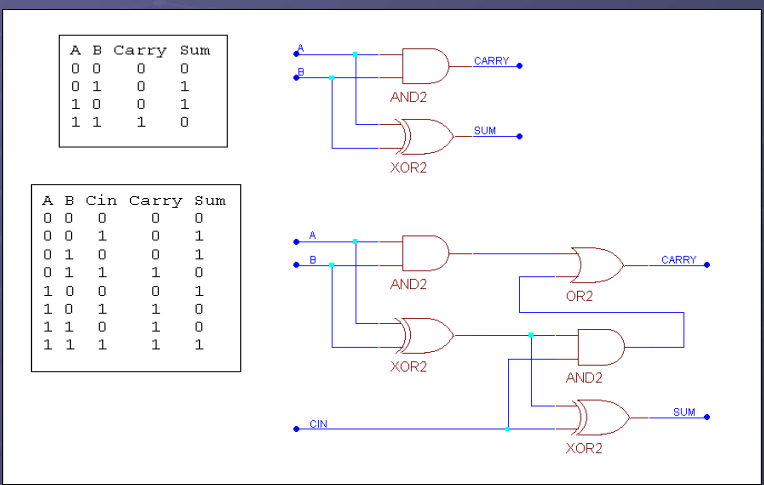 A B Carry Sum
0 0 0 0
0 1 0 1
1 0 0 1
1 1 1 0
A
B
CARRY
AND2
SUM
XOR2
A B Cin Carry Sum
0 0 0 0 0
0 0 1 0 1
0 1 0 0 1
0 1 1 1 0
1 0 0 0 1
1 0 1 1 0
1 1 0 1 0
1 1 1 1 1
A
B
CARRY
AND2
OR2
XOR2
AND2
CIN
SUM
XOR2